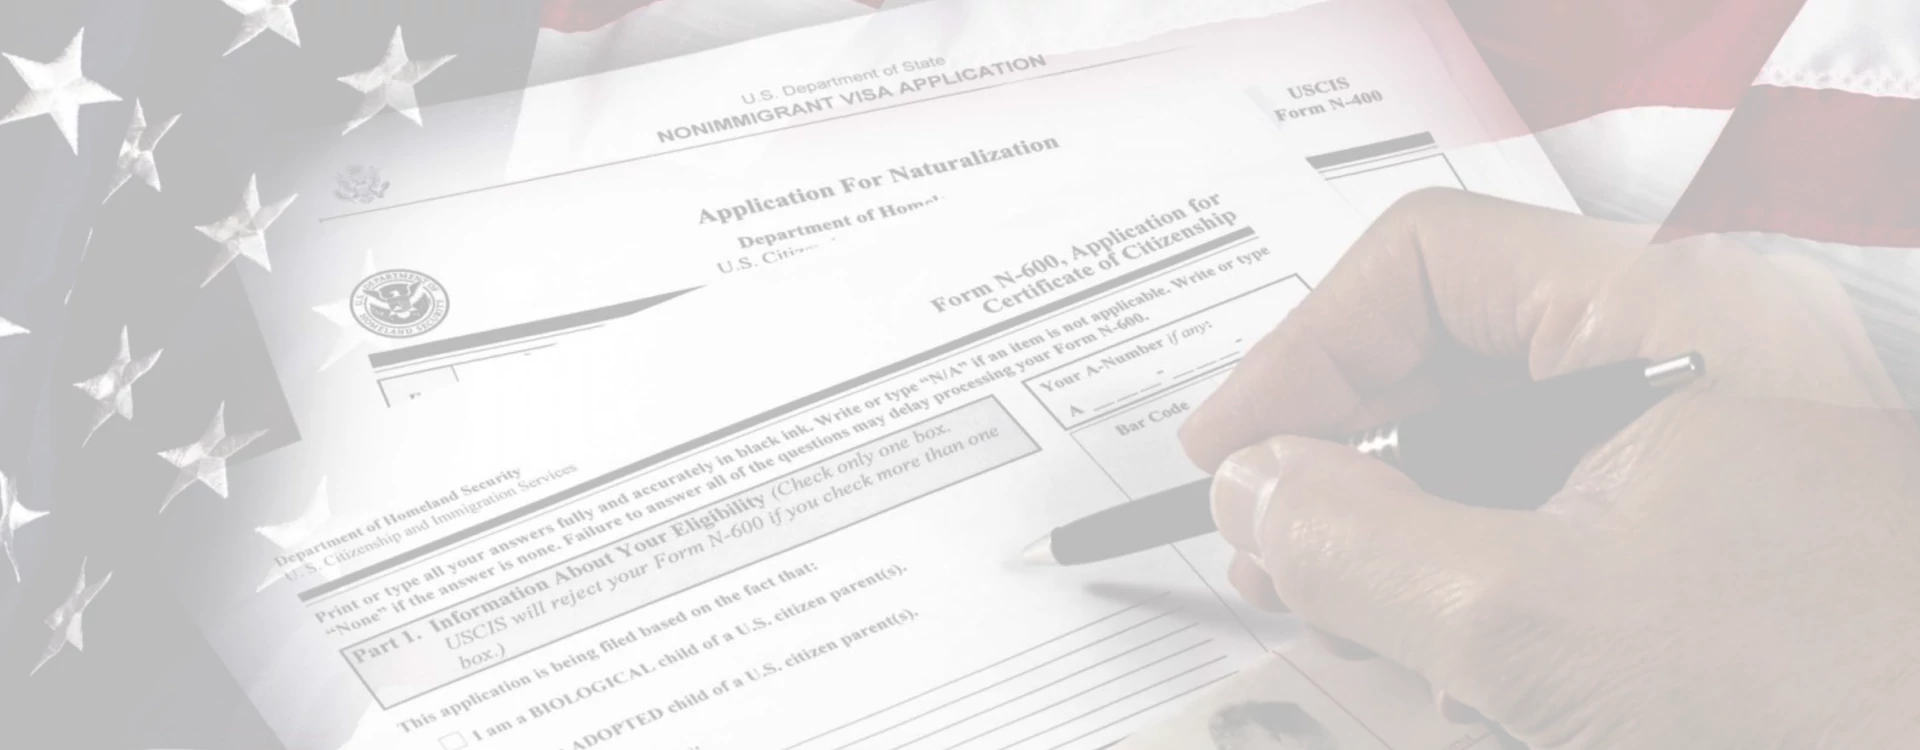 U.S. Department of State
NONIMMIGRANT VISA APPLICATION
USCIS
Form N-400
Application For Naturalization
Department of
U.S.
U.S. DEPARTMENT OF
HOMELAND SECURITY
Form N-600, Application for
Certificate of Citizenship
Department of Homeland Security
U. S. Citizenship and Immigration Services
Print or type all your answers fully and accurately in black ink. Write or type “N/A” if an item is not applicable. Write or type
“None” if the answer is none. Failure to answer all of the questions may delay processing your Form N-600.
Your A-Number if any:
A
Bar Code
Part 1. Information About Your Eligibility (Check only one box.
USCIS will reject your Form N-600 if you check more than one
box.)
This application is being filed based on the fact that:
I am a BIOLOGICAL child of a U.S. citizen parent(s).
ADOPTED child of a U.S. citizen parent(s).